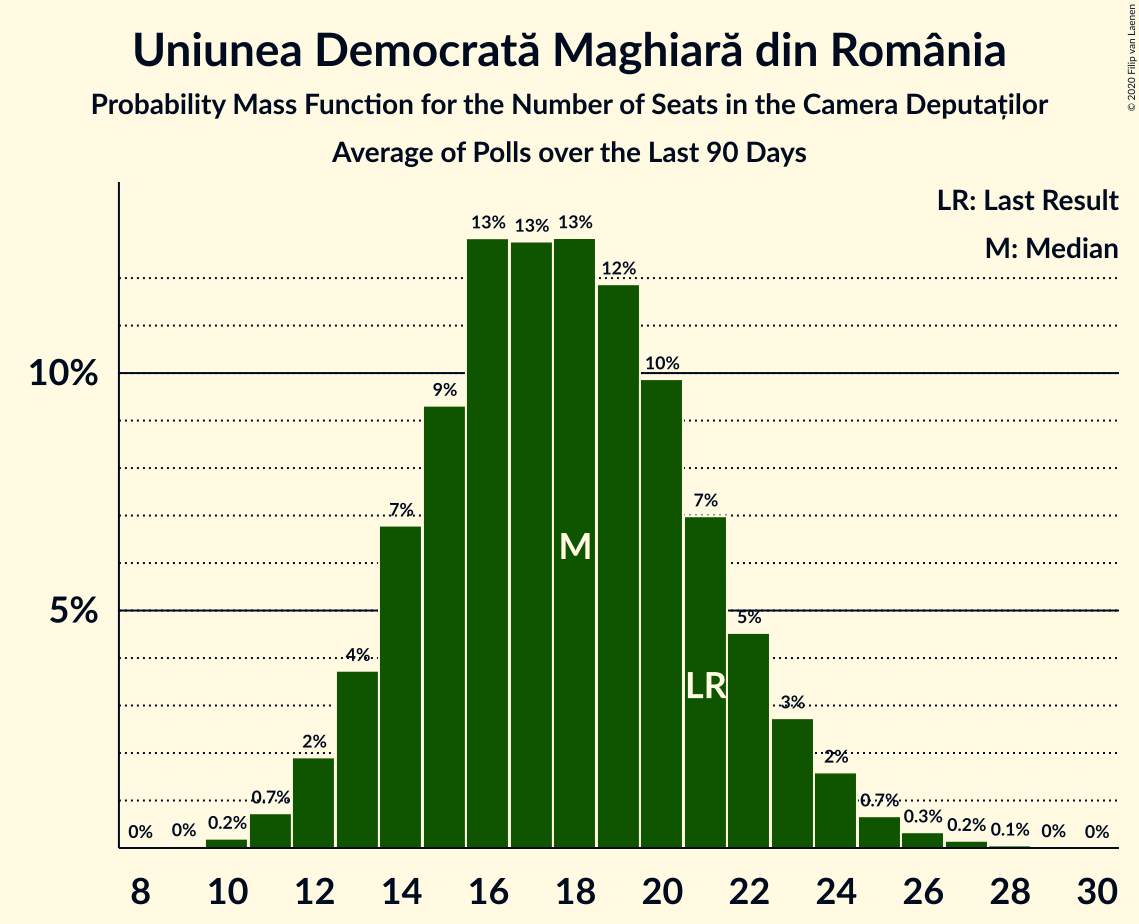 Uniunea Democrată Maghiară din România
Probability Mass Function for the Number of Seats in the Camera Deputaților
Average of Polls over the Last 90 Days
© 2020 Filip van Laenen
LR: Last Result
M: Median
10%
5%
0%
0%
0.2%
0.7%
2%
4%
7%
9%
13%
13%
13%
12%
10%
7%
5%
3%
2%
0.7%
0.3%
0.2%
0.1%
0%
0%
M
LR
8 10 12 14 16 18 20 22 24 26 28 30